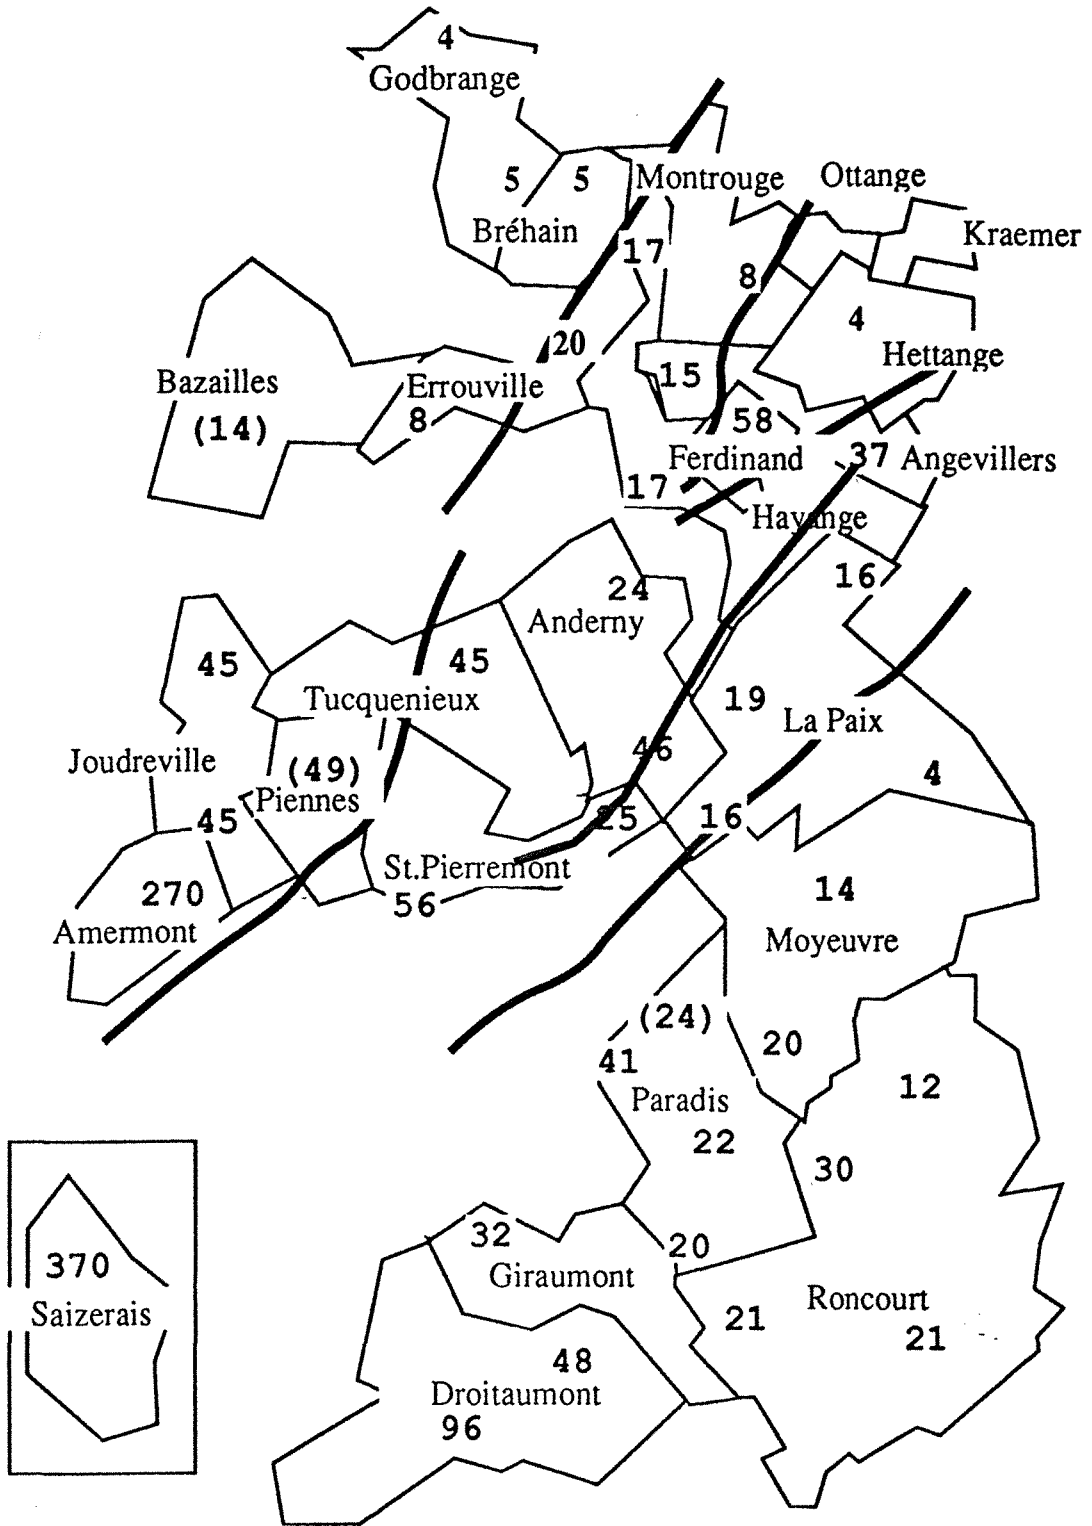 4
Godbrange
5
5
Montrouge
Ottange
Bréhain
17
Kraemer
8
4
20
Hettange
Bazailles
Errouville
15
(14)
8
58
Ferdinand
37
Angevillers
17
Hayange
24
16
Anderny
45
45
Tucquenieux
19
La Paix
Joudreville
(49)
46
4
Piennes
45
25
16
St.Pierremont
270
56
14
Amermont
Moyeuvre
(24)
41
20
12
Paradis
22
30
32
20
370
Giraumont
Saizerais
21
Roncourt
21
48
Droitaumont
96